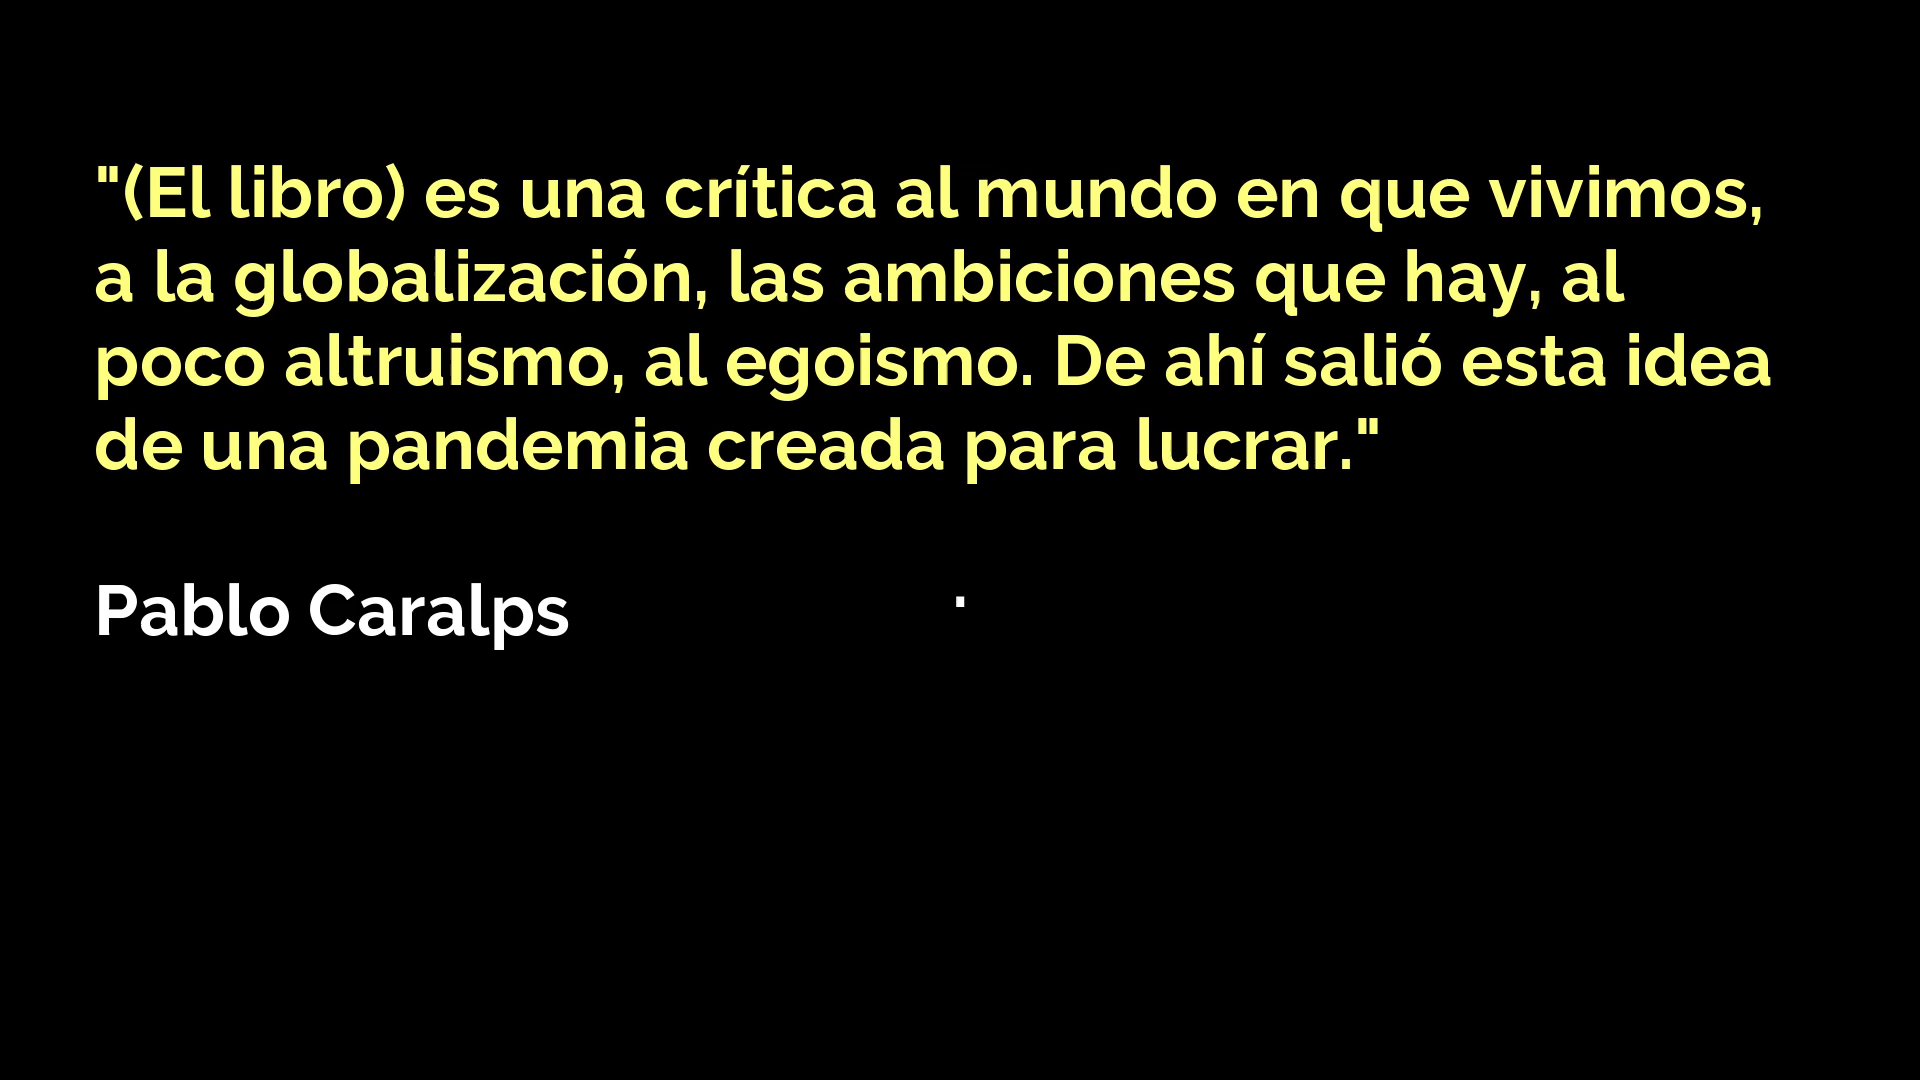 "(El libro) es una crítica al mundo en que vivimos,
a la globalización, las ambiciones que hay, al
poco altruismo, al egoismo. De ahí salió esta idea
de una pandemia creada para lucrar."
Pablo Caralps
.